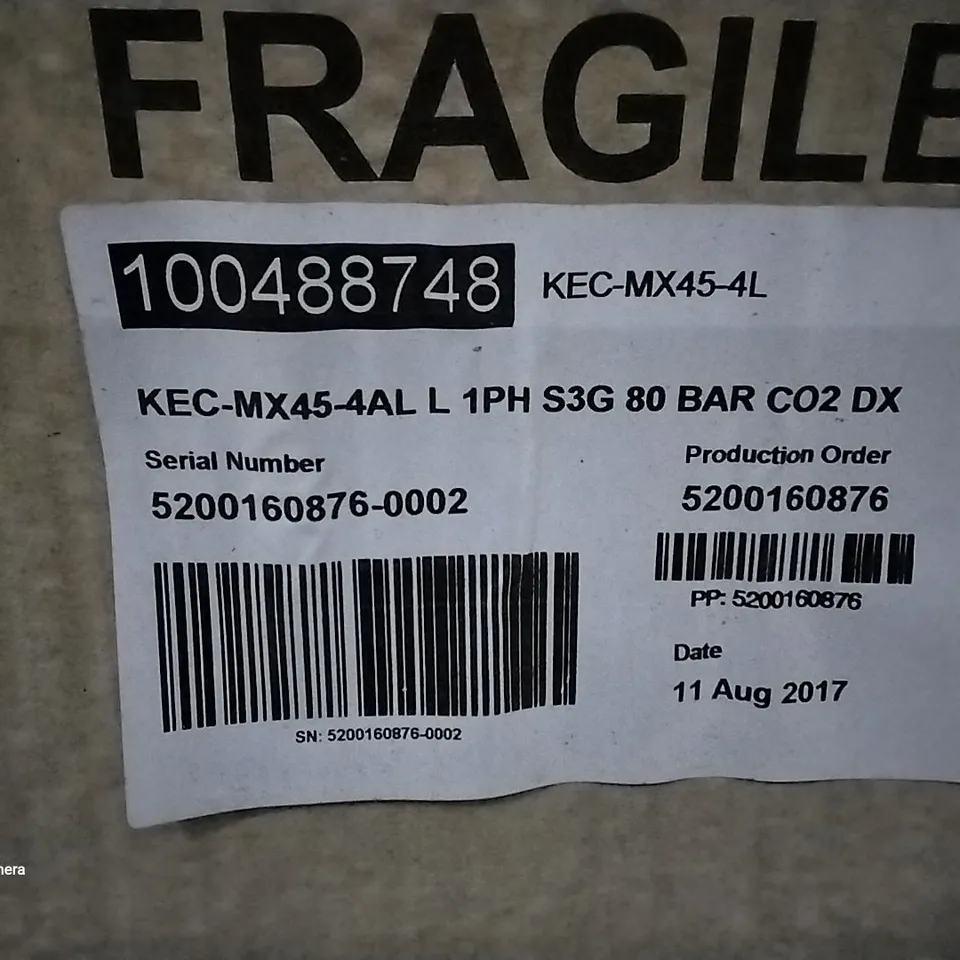 FRAGILE
100488748 KEC-MX45-4L
KEC-MX45-4AL L 1PH S3G 80 BAR CO2 DX
Serial Number
5200160876-0002
Production Order
5200160876
PP: 5200160876
SN: 5200160876-0002
Date
11 Aug 2017